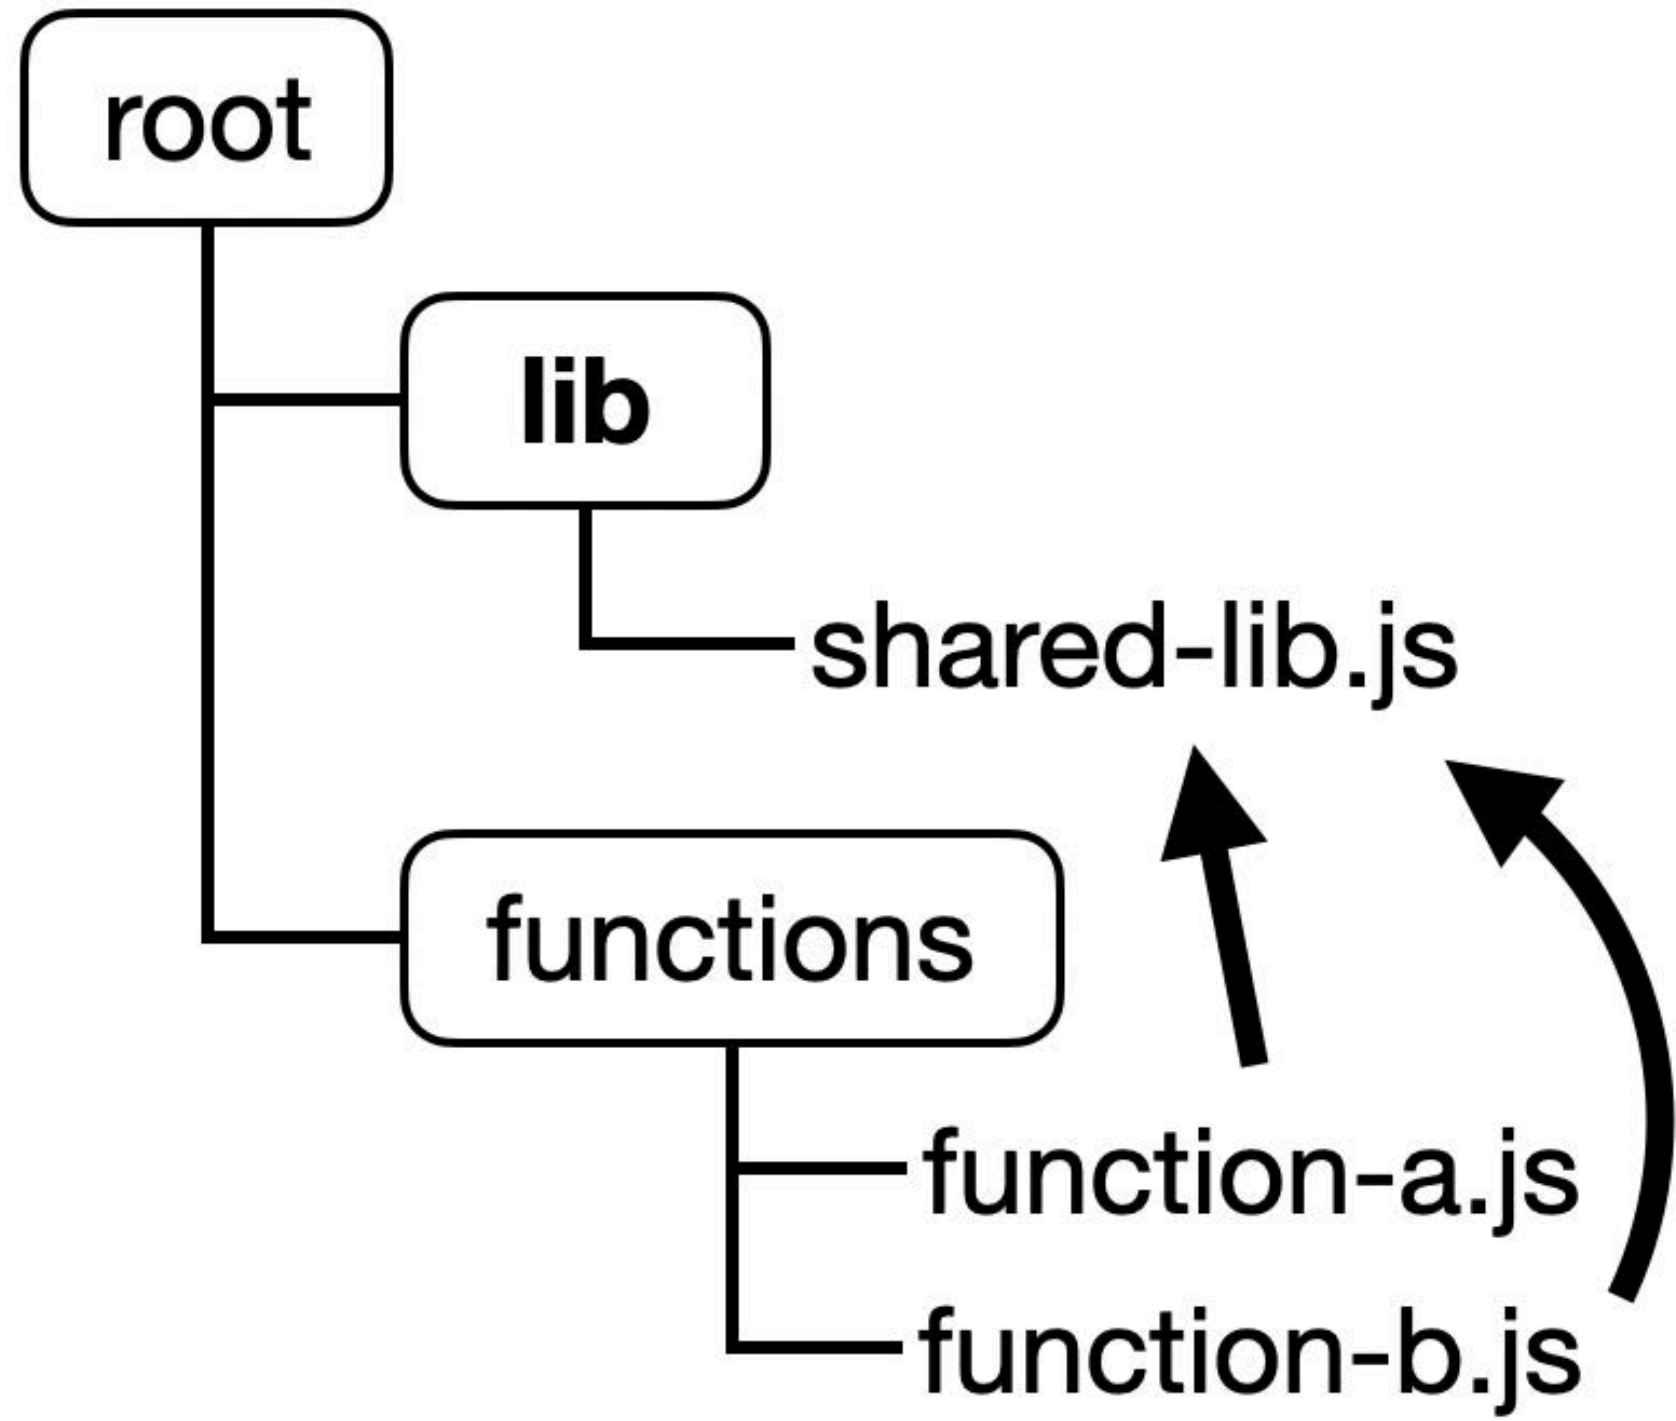 root
lib
shared-lib.js
functions
function-a.js
function-b.js